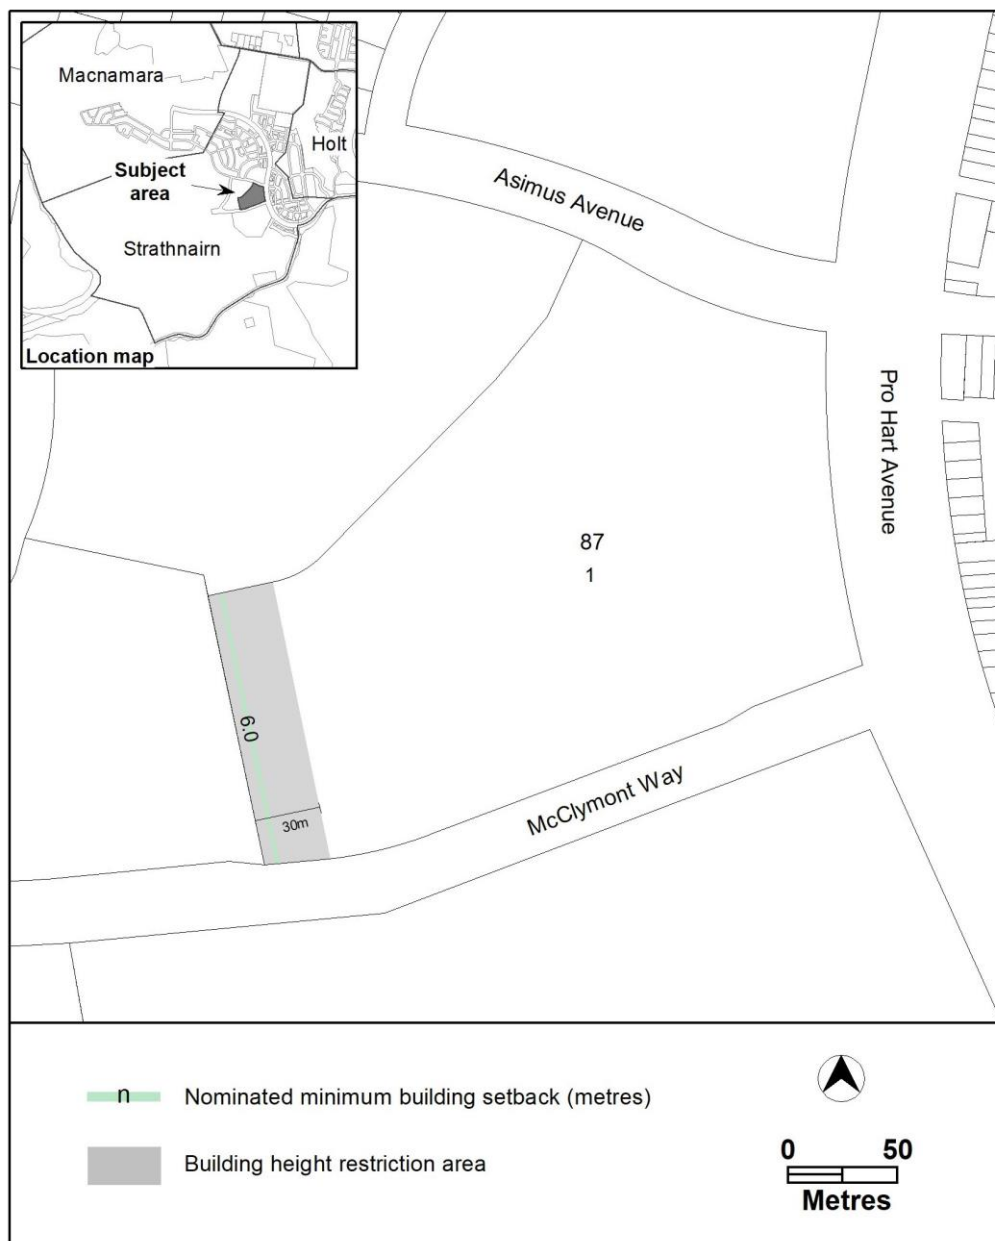 Macnamara
Holt
Subject
area
Strathnairn
Location map
Asimus Avenue
Pro Hart Avenue
87
1
6.0
30m
McClymont Way
n Nominated minimum building setback (metres)
Building height restriction area
0 50
Metres